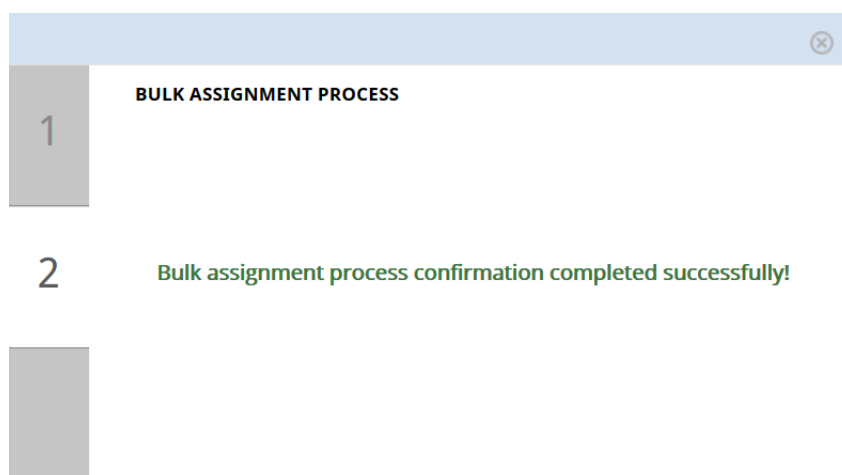 BULK ASSIGNMENT PROCESS
1
2
Bulk assignment process confirmation completed successfully!